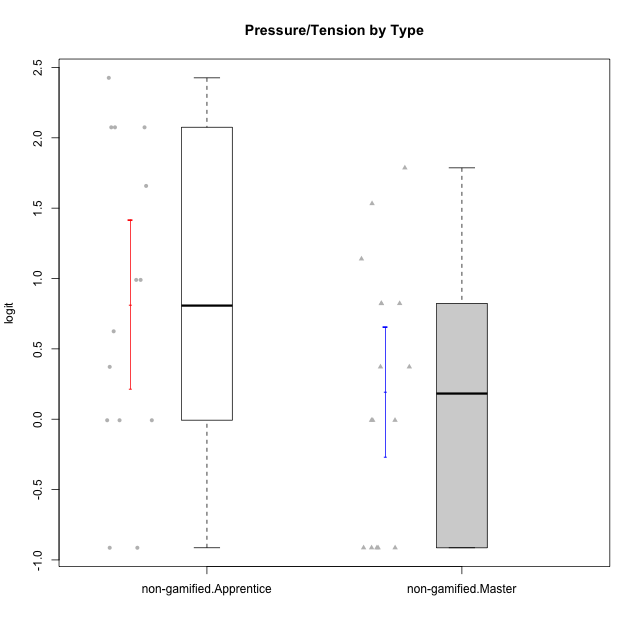 Pressure/Tension by Type
logit
2.5
2.0
1.5
1.0
0.5
0.0
-0.5
-1.0
non-gamified.Apprentice
non-gamified.Master